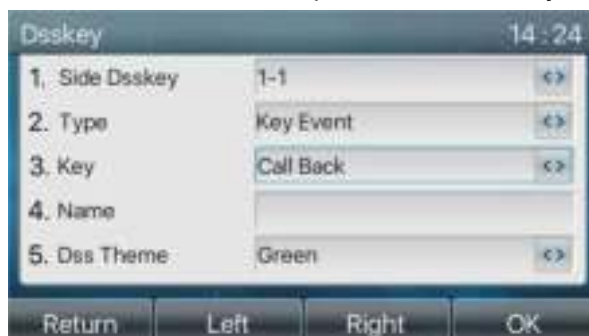 Dsskey 14:24
1. Side Dsskey 1-1
2. Type Key Event
3. Key Call Back
4. Name
5. Dss Theme Green
Return Left Right OK